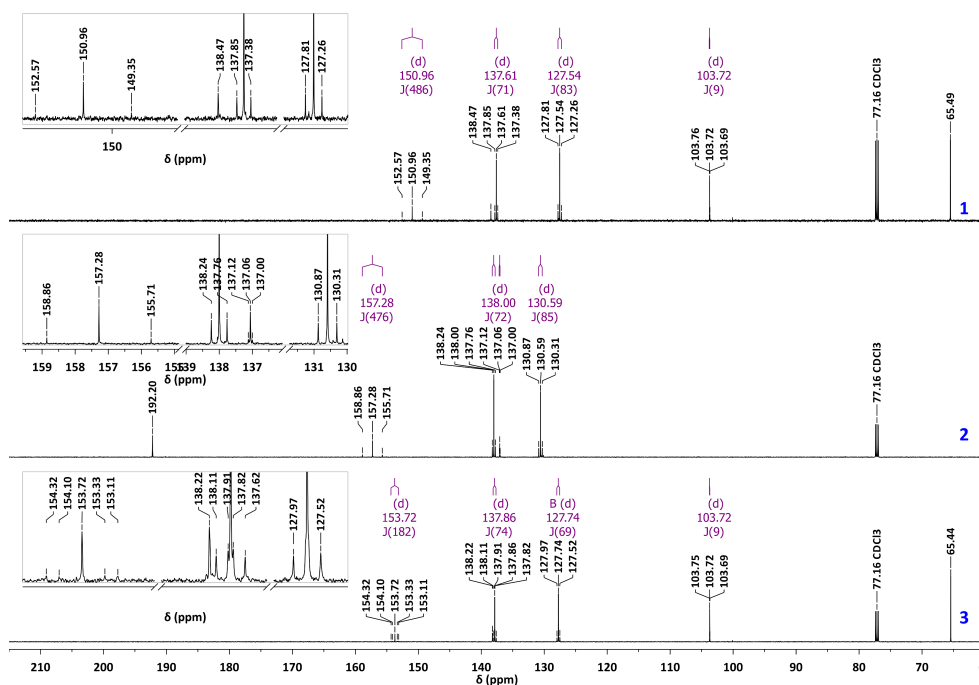 152.57
150.96
149.35
138.47
137.85
137.38
127.81
127.26
150
δ (ppm)
(d)
150.96
J(486)
(d)
137.61
J(71)
(d)
127.54
J(83)
(d)
103.72
J(9)
152.57
150.96
149.35
138.47
137.85
137.61
137.38
127.81
127.54
127.26
103.76
103.72
103.69
77.16 CDCl3
65.49
1
158.86
157.28
155.71
138.24
137.76
137.12
137.06
137.00
130.87
130.31
159 158 157 156 155 139 138 137 131 130
δ (ppm)
(d)
157.28
J(476)
(d)
138.00
J(72)
(d)
130.59
J(85)
192.20
158.86
157.28
155.71
138.24
138.00
137.76
137.12
137.06
137.00
130.87
130.59
130.31
77.16 CDCl3
2
154.32
154.10
153.72
153.33
153.11
138.22
138.11
137.91
137.82
137.62
127.97
127.52
δ (ppm)
(d)
153.72
J(182)
(d)
137.86
J(74)
B (d)
127.74
J(69)
(d)
103.72
J(9)
154.32
154.10
153.72
153.33
153.11
138.22
138.11
137.91
137.86
137.82
127.97
127.74
127.52
103.75
103.72
103.69
77.16 CDCl3
65.44
3
210 200 190 180 170 160 150 140 130 120 110 100 90 80 70
δ (ppm)